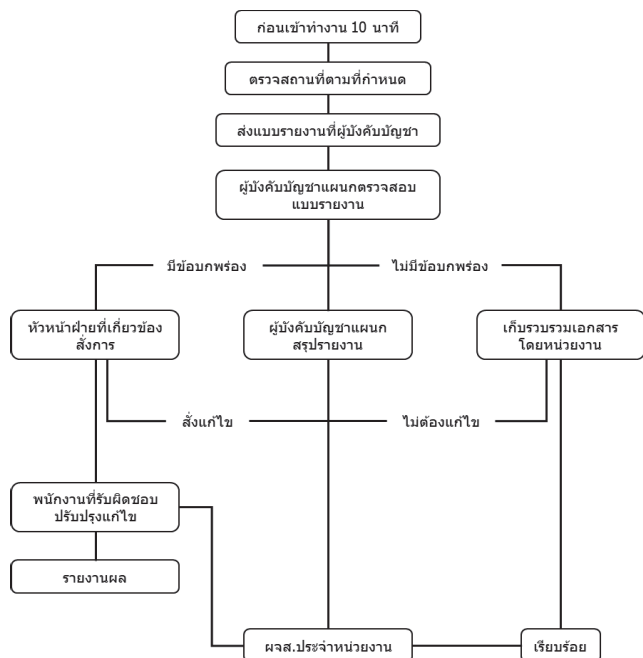 ก่อนเข้าทำงาน 10 นาที
ตรวจสถานที่ตามที่กำหนด
ส่งแบบรายงานที่ผู้บังคับบัญชา
ผู้บังคับบัญชาแผนกตรวจสอบ
แบบรายงาน
มีข้อบกพร่อง
ไม่มีข้อบกพร่อง
หัวหน้าฝ่ายที่เกี่ยวข้อง
สั่งการ
ผู้บังคับบัญชาแผนก
สรุปรายงาน
เก็บรวบรวมเอกสาร
โดยหน่วยงาน
สั่งแก้ไข
ไม่ต้องแก้ไข
พนักงานที่รับผิดชอบ
ปรับปรุงแก้ไข
รายงานผล
ผจส.ประจำหน่วยงาน
เรียบร้อย